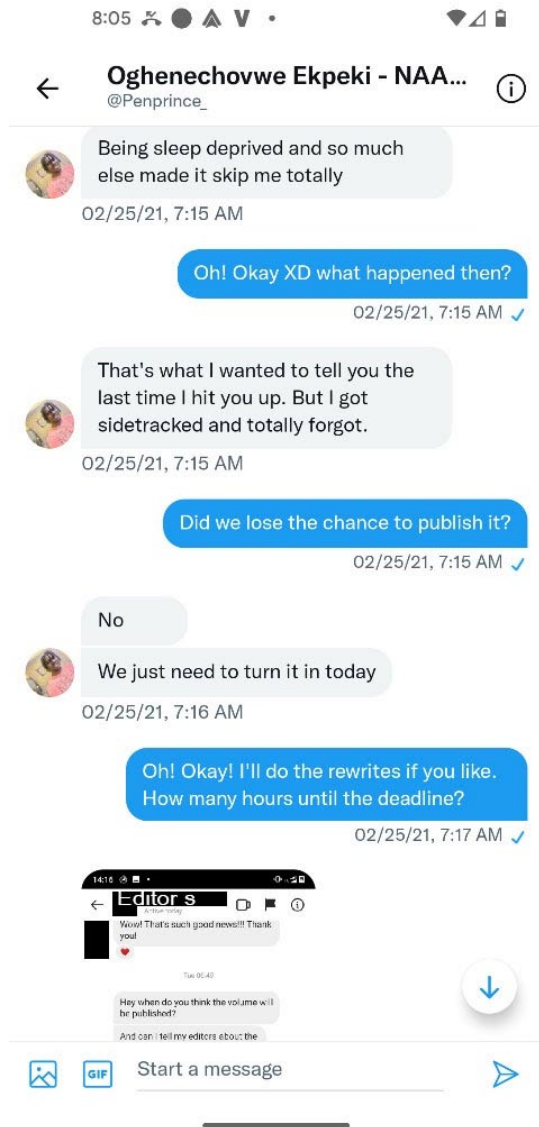 8:05
Oghenechovwe Ekpeki - NAA...
@Penprince_
Being sleep deprived and so much
else made it skip me totally
02/25/21, 7:15 AM
Oh! Okay XD what happened then?
02/25/21, 7:15 AM
That's what I wanted to tell you the
last time I hit you up. But I got
sidetracked and totally forgot.
02/25/21, 7:15 AM
Did we lose the chance to publish it?
02/25/21, 7:15 AM
No
We just need to turn it in today
02/25/21, 7:16 AM
Oh! Okay! I'll do the rewrites if you like.
How many hours until the deadline?
02/25/21, 7:17 AM
14:16
Editor s
Active today
Wow! That's such good news!!! Thank
you!
Hey when do you think the volume will
be published?
And can I tell my editors about the
GIF
Start a message